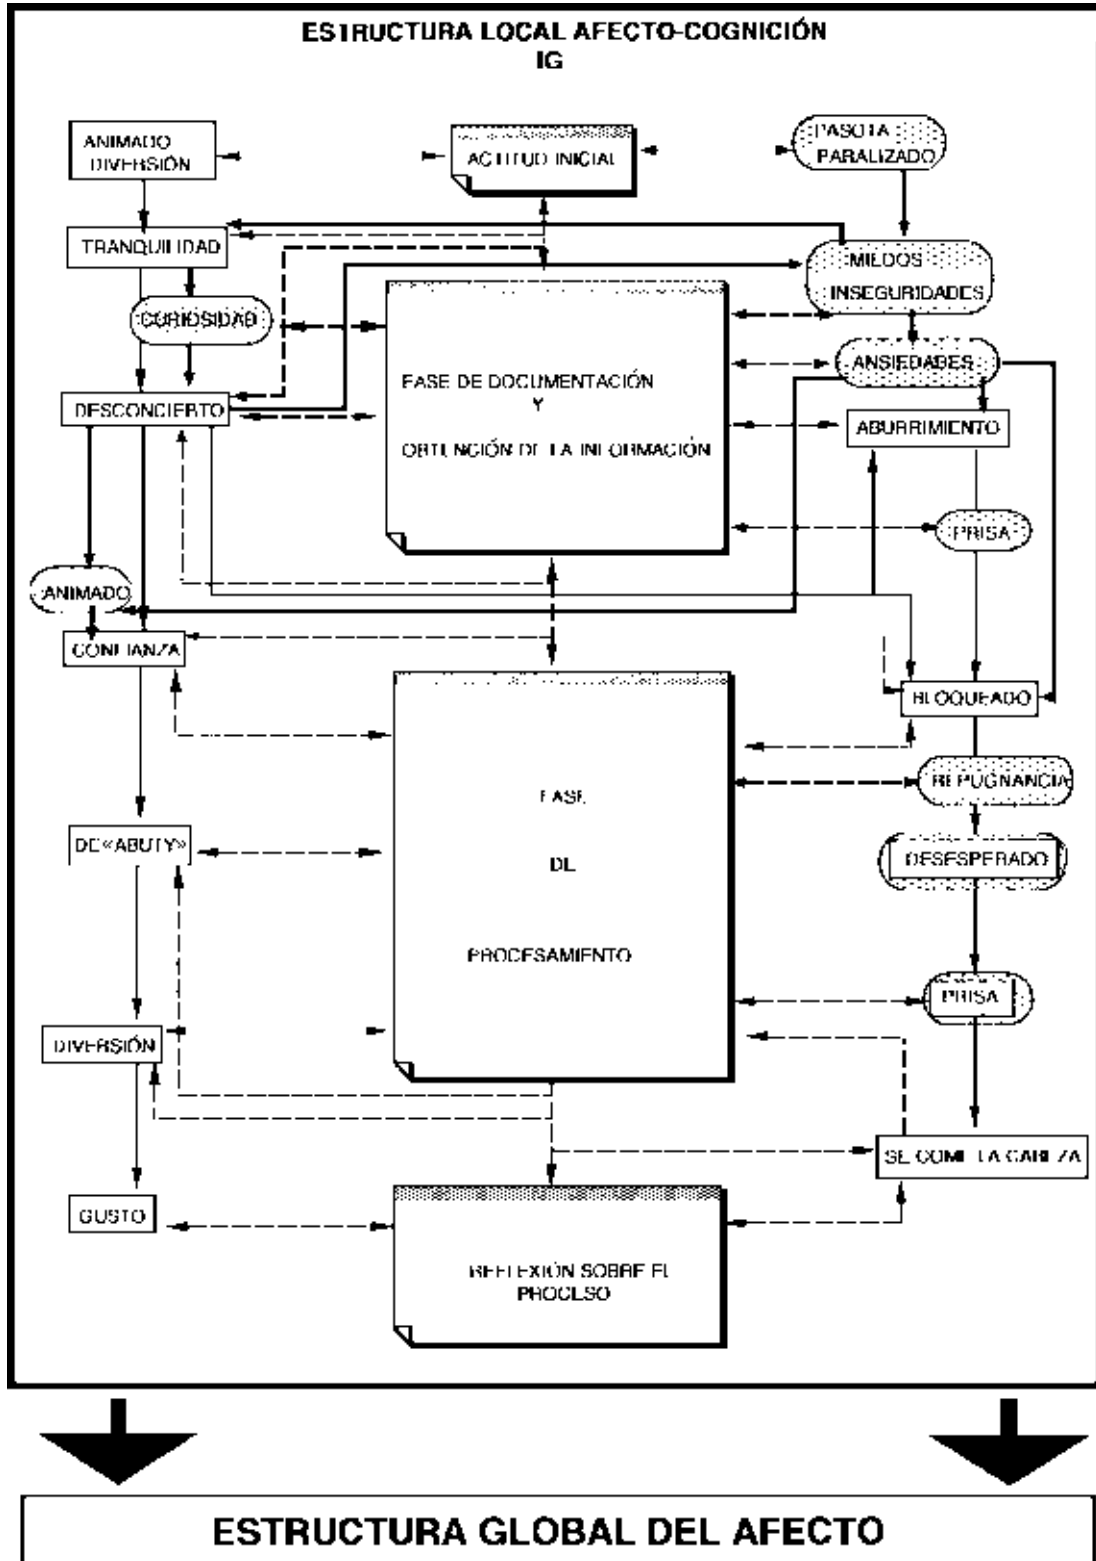 ESTRUCTURA LOCAL AFECTO-COGNICIÓN
IG
ANIMADO
DIVERSIÓN
ACTITUD INICIAL
PASOTA
PARALIZADO
TRANQUILIDAD
MIEDOS
INSEGURIDADES
CURIOSIDAD
ANSIEDADES
FASE DE DOCUMENTACIÓN
Y
OBTENCIÓN DE LA INFORMACIÓN
DESCONCIERTO
ABURRIMIENTO
PRISA
ANIMADO
CONFIANZA
BLOQUEADO
FASE
DE
PROCESAMIENTO
REPUGNANCIA
DE «ABUTY»
DESESPERADO
PRISA
DIVERSIÓN
SE COME LA CABEZA
GUSTO
REFLEXIÓN SOBRE EL
PROCESO
ESTRUCTURA GLOBAL DEL AFECTO